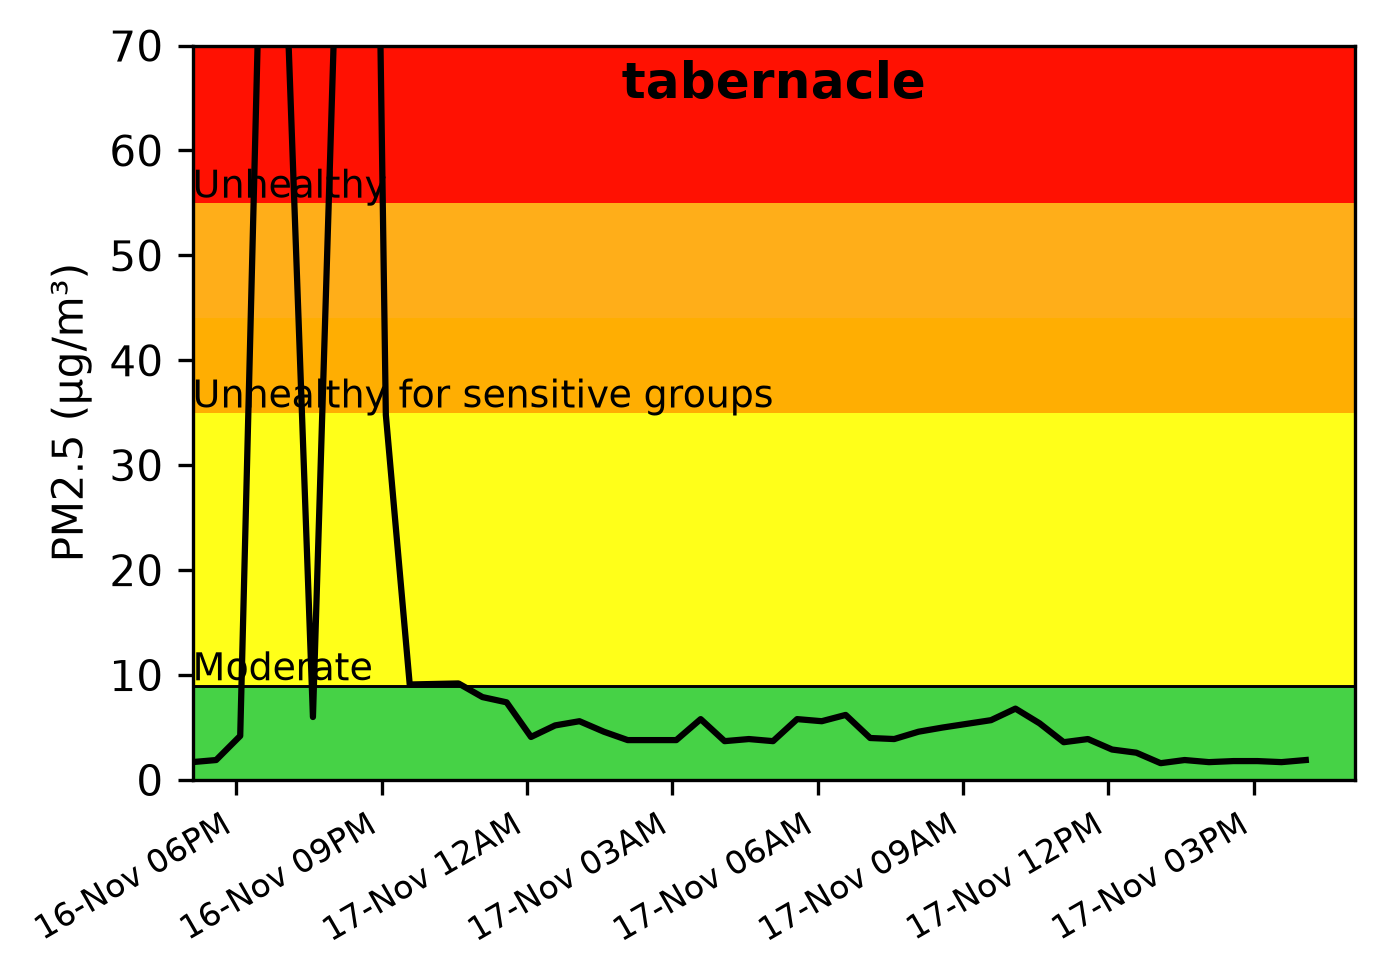 70
tabernacle
60
Unhealthy
50
40
Unhealthy for sensitive groups
30
20
10
Moderate
0
PM2.5 (µg/m³)
16-Nov 06PM
16-Nov 09PM
17-Nov 12AM
17-Nov 03AM
17-Nov 06AM
17-Nov 09AM
17-Nov 12PM
17-Nov 03PM